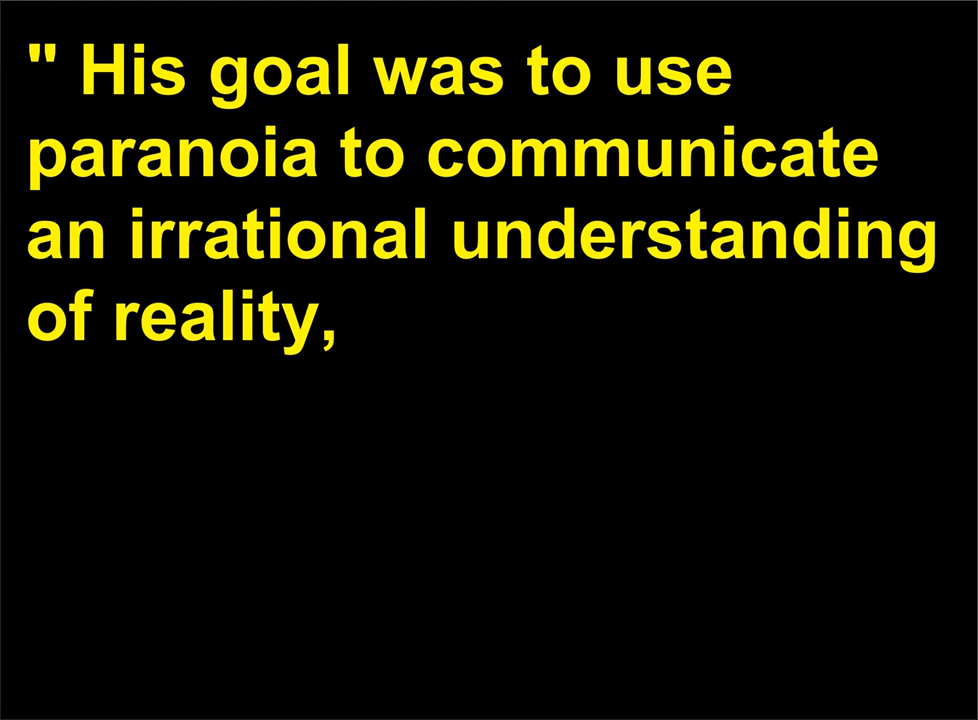 " His goal was to use
paranoia to communicate
an irrational understanding
of reality,